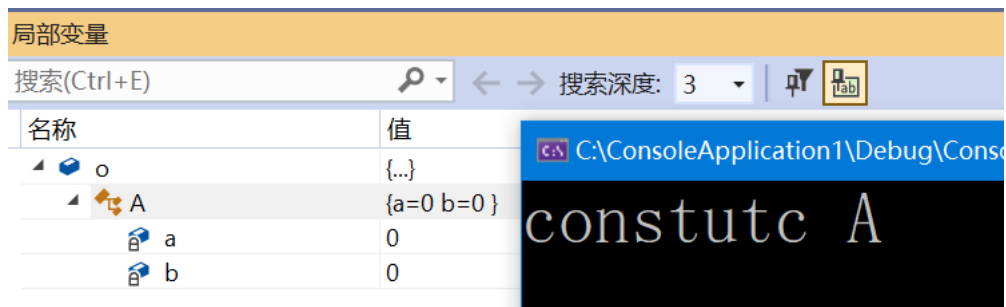 局部变量
搜索(Ctrl+E) 搜索深度: 3
名称 值
o {...}
A {a=0 b=0 }
a 0
b 0
C:\ConsoleApplication1\Debug\Conso
constutc A